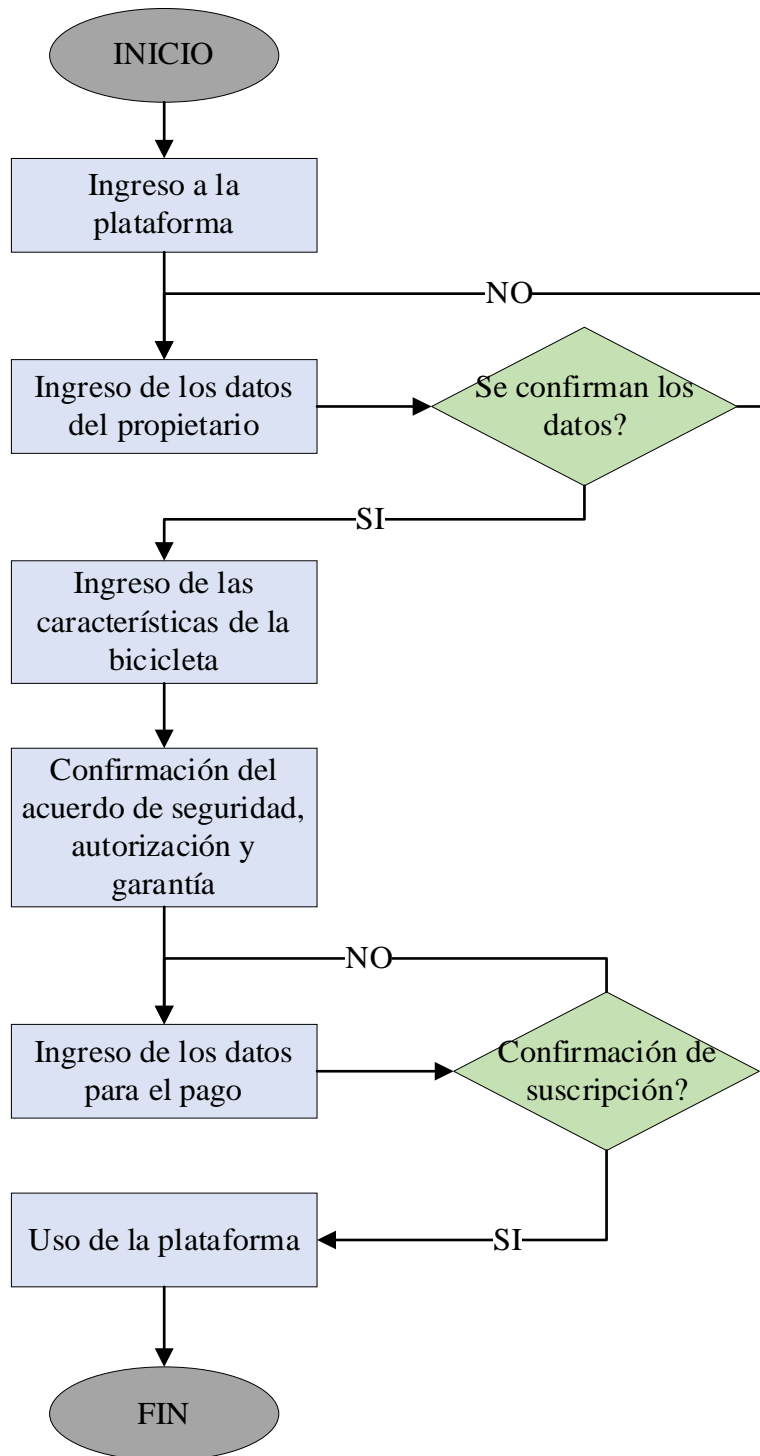 INICIO
Ingreso a la
plataforma
NO
Ingreso de los datos
del propietario
Se confirman los
datos?
SI
Ingreso de las
características de la
bicicleta
Confirmación del
acuerdo de seguridad,
autorización y
garantía
NO
Ingreso de los datos
para el pago
Confirmación de
suscripción?
Uso de la plataforma
SI
FIN